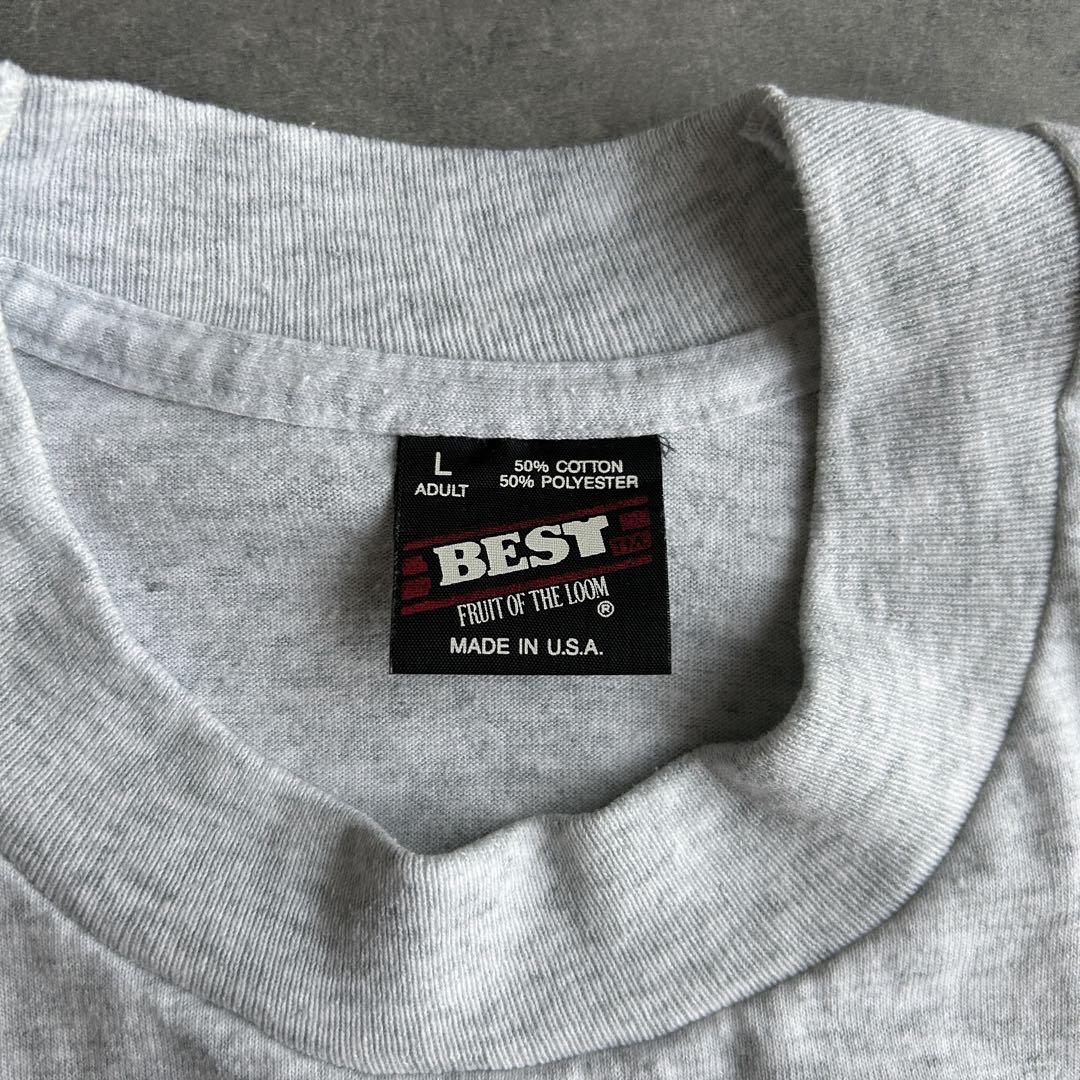 L
ADULT
50% COTTON
50% POLYESTER
BEST
FRUIT OF THE LOOM
®
MADE IN U.S.A.